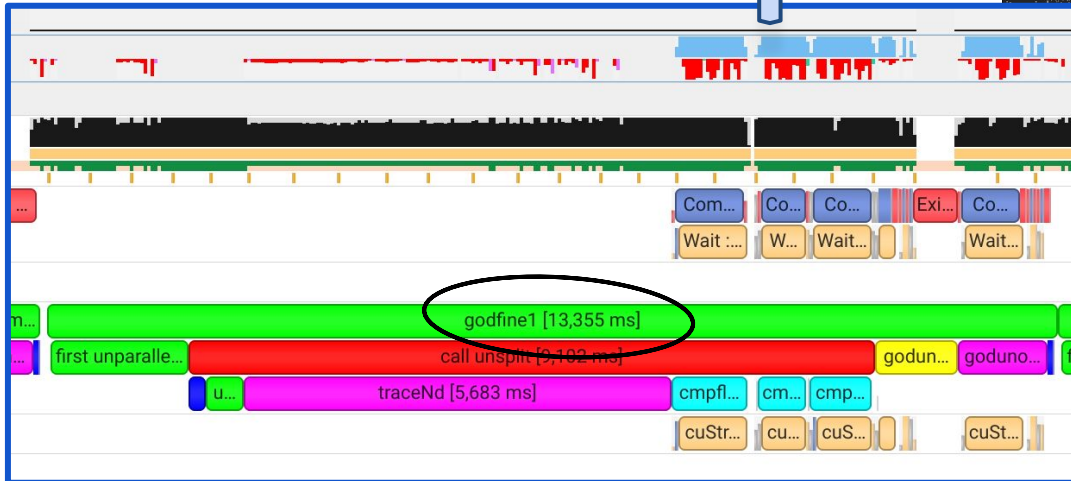 ... Com... Co... Co... Exi... Co...
Wait :... W... Wait... Wait...
m... godfine1 [13,355 ms]
... first unparalle... call unsplit [9,102 ms] godun... goduno... f
u... traceNd [5,683 ms] cmpfl... cm... cmp...
cuStr... cu... cuS... cuSt...